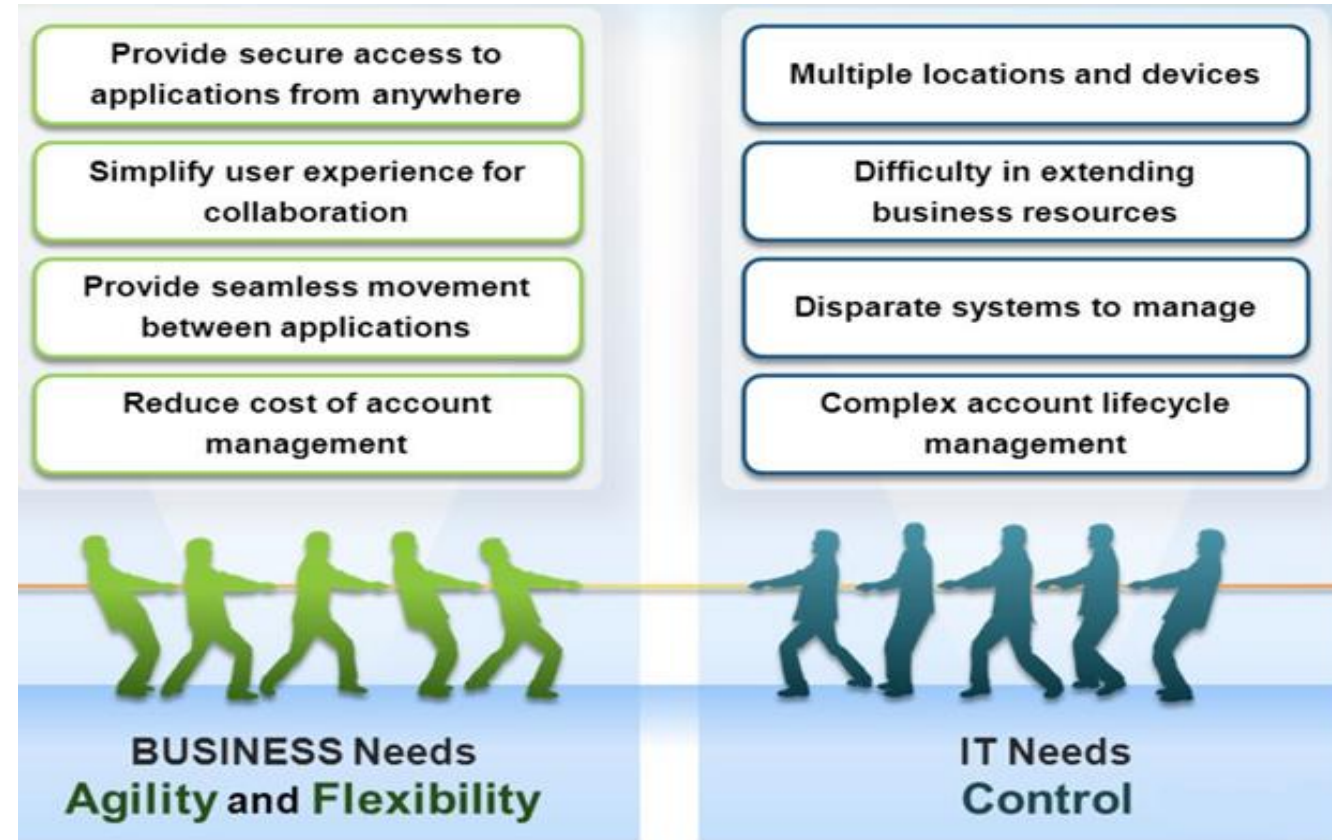 Provide secure access to
applications from anywhere
Simplify user experience for
collaboration
Provide seamless movement
between applications
Reduce cost of account
management
BUSINESS Needs
Agility and Flexibility
Multiple locations and devices
Difficulty in extending
business resources
Disparate systems to manage
Complex account lifecycle
management
IT Needs
Control